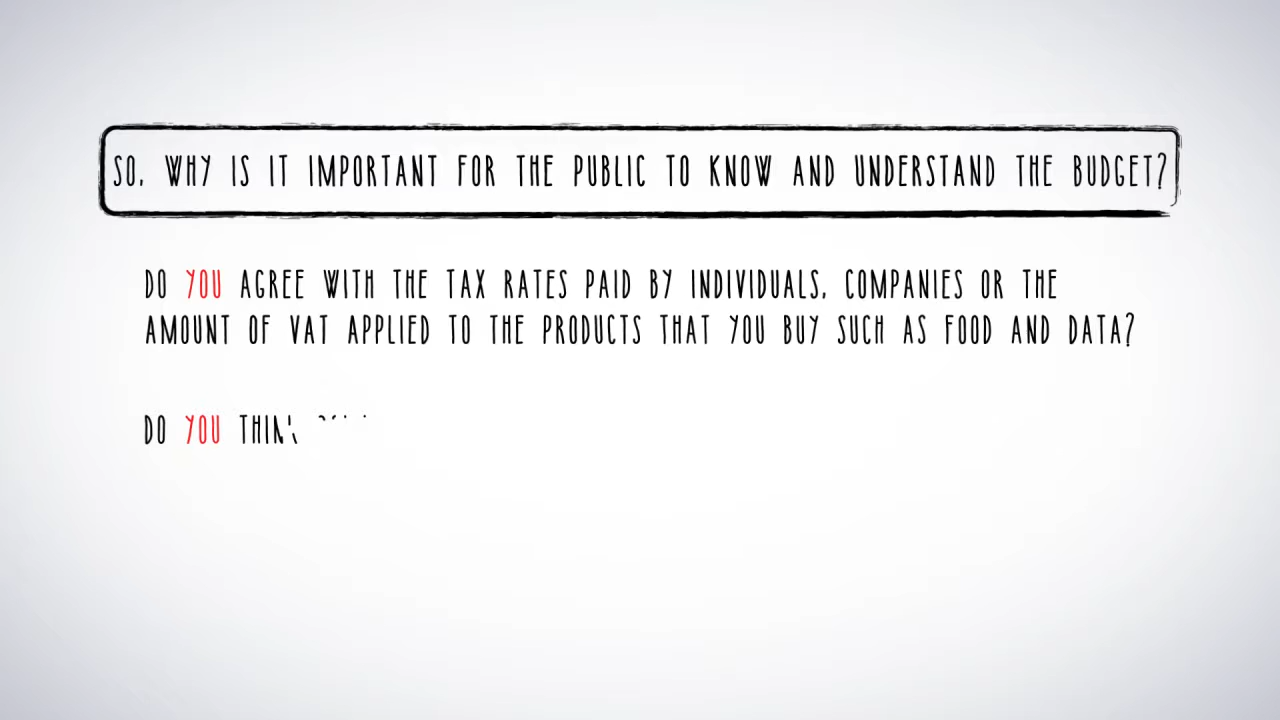 SO, WHY IS IT IMPORTANT FOR THE PUBLIC TO KNOW AND UNDERSTAND THE BUDGET?
DO YOU AGREE WITH THE TAX RATES PAID BY INDIVIDUALS, COMPANIES OR THE
AMOUNT OF VAT APPLIED TO THE PRODUCTS THAT YOU BUY SUCH AS FOOD AND DATA?
DO YOU THINK